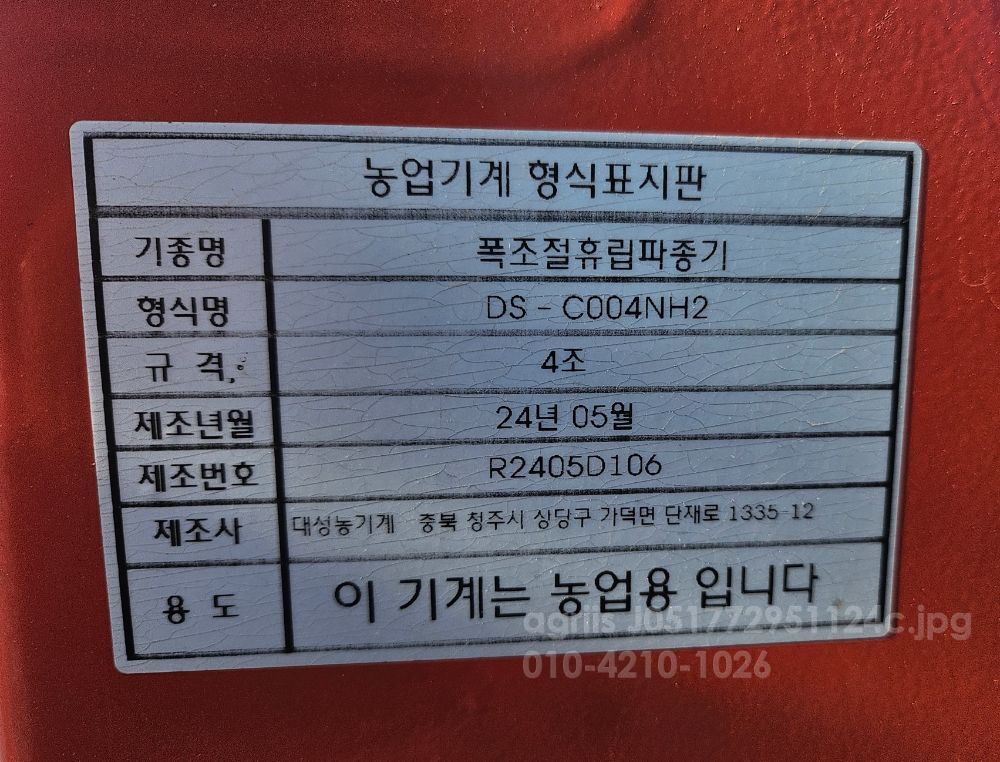 농업기계 형식표지판
기종명 폭조절휴립파종기
형식명 DS - C004NH2
규 격 4조
제조년월 24년 05월
제조번호 R2405D106
제조사 대성농기계 충북 청주시 상당구 가덕면 단재로 1335-12
용 도 이 기계는 농업용 입니다
agriis J051772951124c.jpg
010-4210-1026